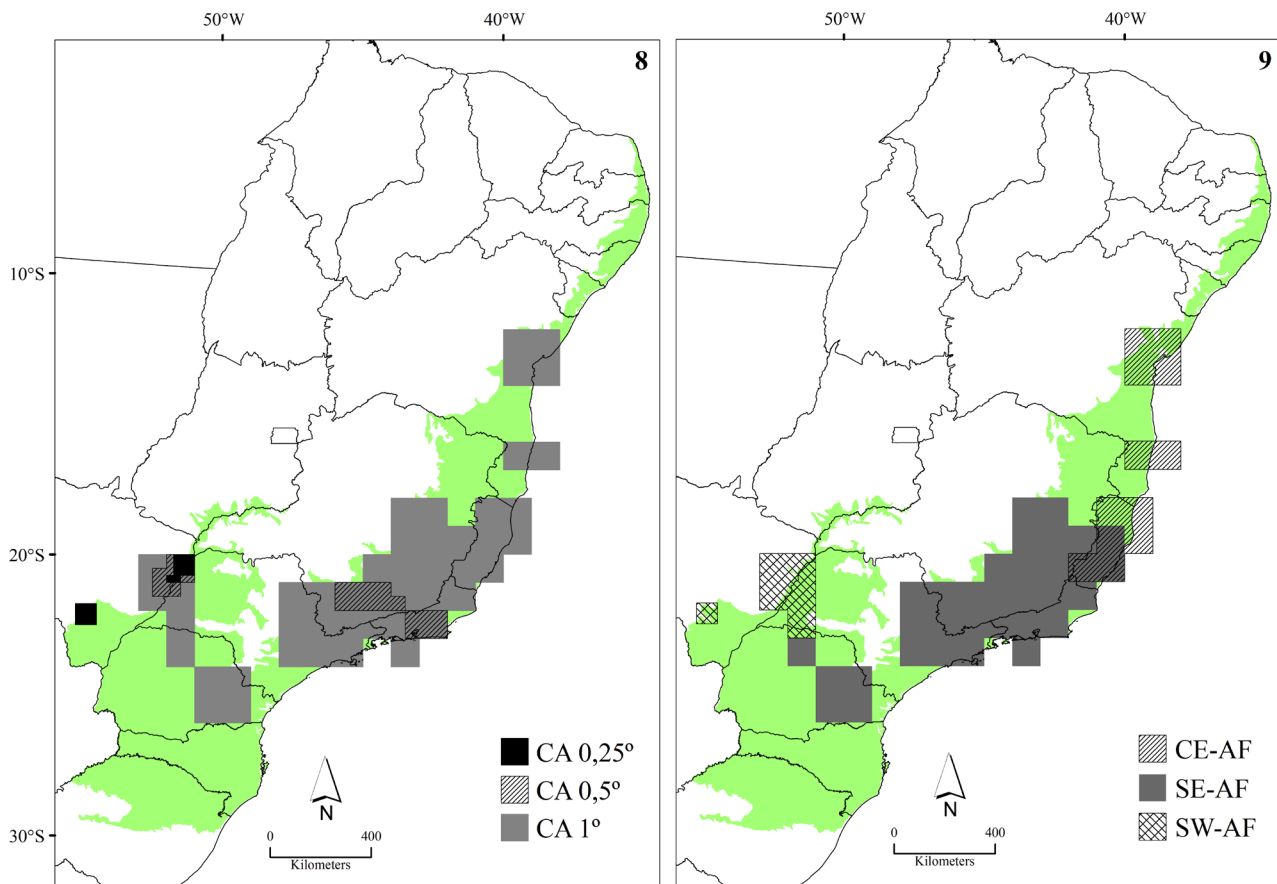 50°W 40°W
8
10°S
20°S
30°S
CA 0,25º
CA 0,5º
CA 1º
N
0 400
Kilometers
50°W 40°W
9
CE-AF
SE-AF
SW-AF
N
0 400
Kilometers